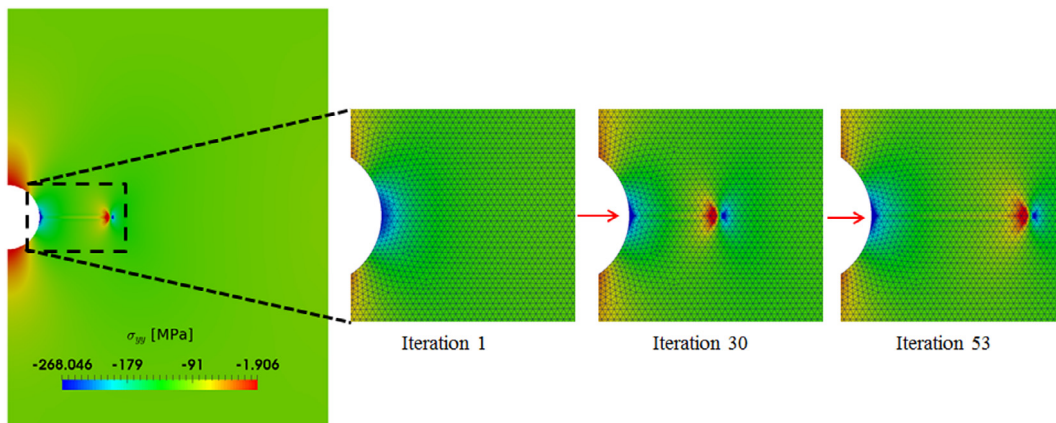 σyy [MPa]
-268.046 -179 -91 -1.906
Iteration 1
Iteration 30
Iteration 53